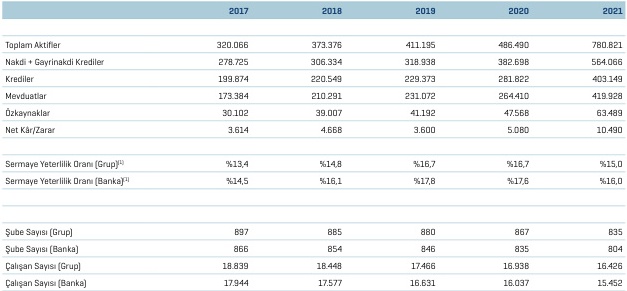 2017 2018 2019 2020 2021
Toplam Aktifler 320.066 373.376 411.195 486.490 780.821
Nakdi + Gayrinakdi Krediler 278.725 306.334 318.938 382.698 564.066
Krediler 199.874 220.549 229.373 281.822 403.149
Mevduatlar 173.384 210.291 231.072 264.410 419.928
Özkaynaklar 30.102 39.007 41.192 47.568 63.489
Net Kâr/Zarar 3.614 4.668 3.600 5.080 10.490
Sermaye Yeterlilik Oranı (Grup)(1) %13,4 %14,8 %16,7 %16,7 %15,0
Sermaye Yeterlilik Oranı (Banka)(1) %14,5 %16,1 %17,8 %17,6 %16,0
Şube Sayısı (Grup) 897 885 880 867 835
Şube Sayısı (Banka) 866 854 846 835 804
Çalışan Sayısı (Grup) 18.839 18.448 17.466 16.938 16.426
Çalışan Sayısı (Banka) 17.944 17.577 16.631 16.037 15.452